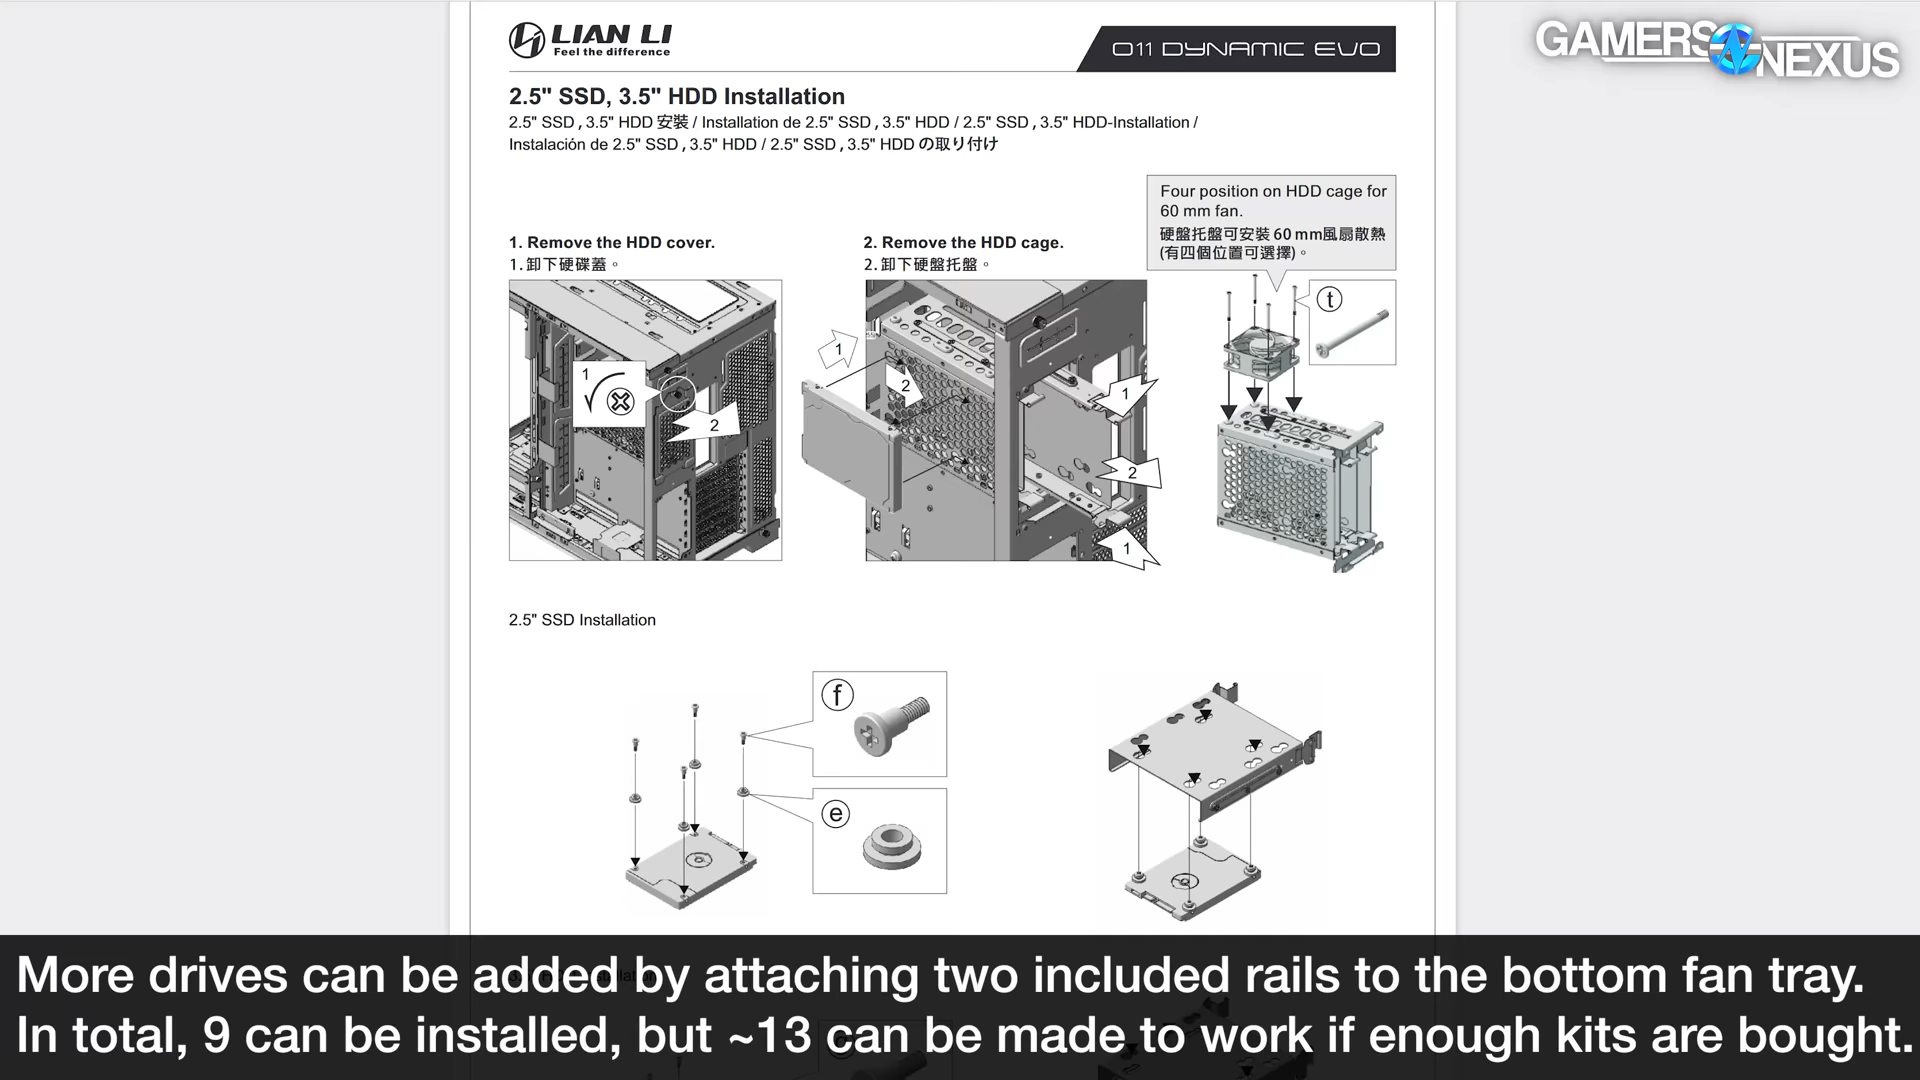 LIAN LI
Feel the difference
O11 DYNAMIC EVO
GAMERS NEXUS
2.5" SSD, 3.5" HDD Installation
2.5" SSD , 3.5" HDD 安裝 / Installation de 2.5" SSD , 3.5" HDD / 2.5" SSD , 3.5" HDD-Installation /
Instalación de 2.5" SSD , 3.5" HDD / 2.5" SSD , 3.5" HDD の取り付け
Four position on HDD cage for
60 mm fan.
硬盤托盤可安裝 60 mm風扇散熱
(有四個位置可選擇)。
1. Remove the HDD cover.
1.卸下硬碟蓋。
2. Remove the HDD cage.
2.卸下硬盤托盤。
1
2
1
2
1
2
1
t
2.5" SSD Installation
f
e
More drives can be added by attaching two included rails to the bottom fan tray.
In total, 9 can be installed, but ~13 can be made to work if enough kits are bought.